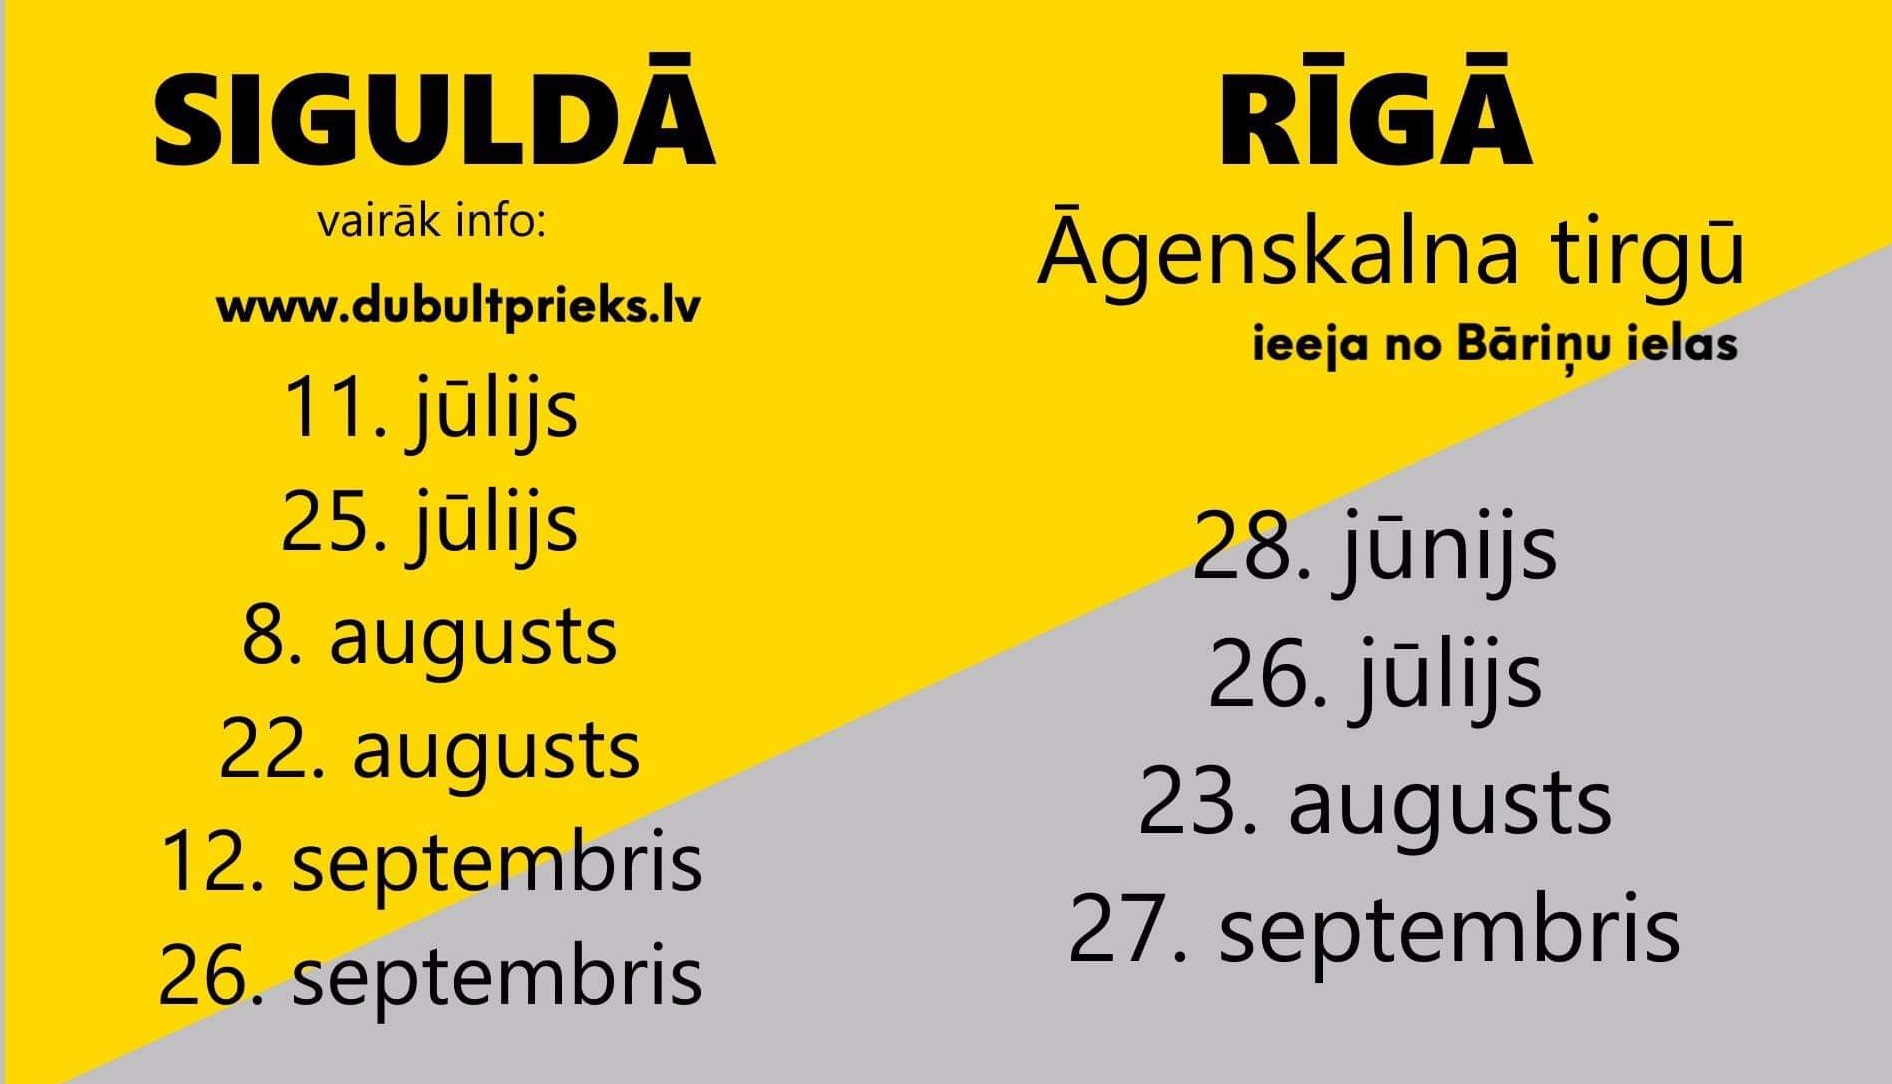 SIGULDĀ
vairāk info:
www.dubultprieks.lv
11. jūlijs
25. jūlijs
8. augusts
22. augusts
12. septembris
26. septembris
RĪGĀ
Āgenskalna tirgū
ieeja no Bāriņu ielas
28. jūnijs
26. jūlijs
23. augusts
27. septembris